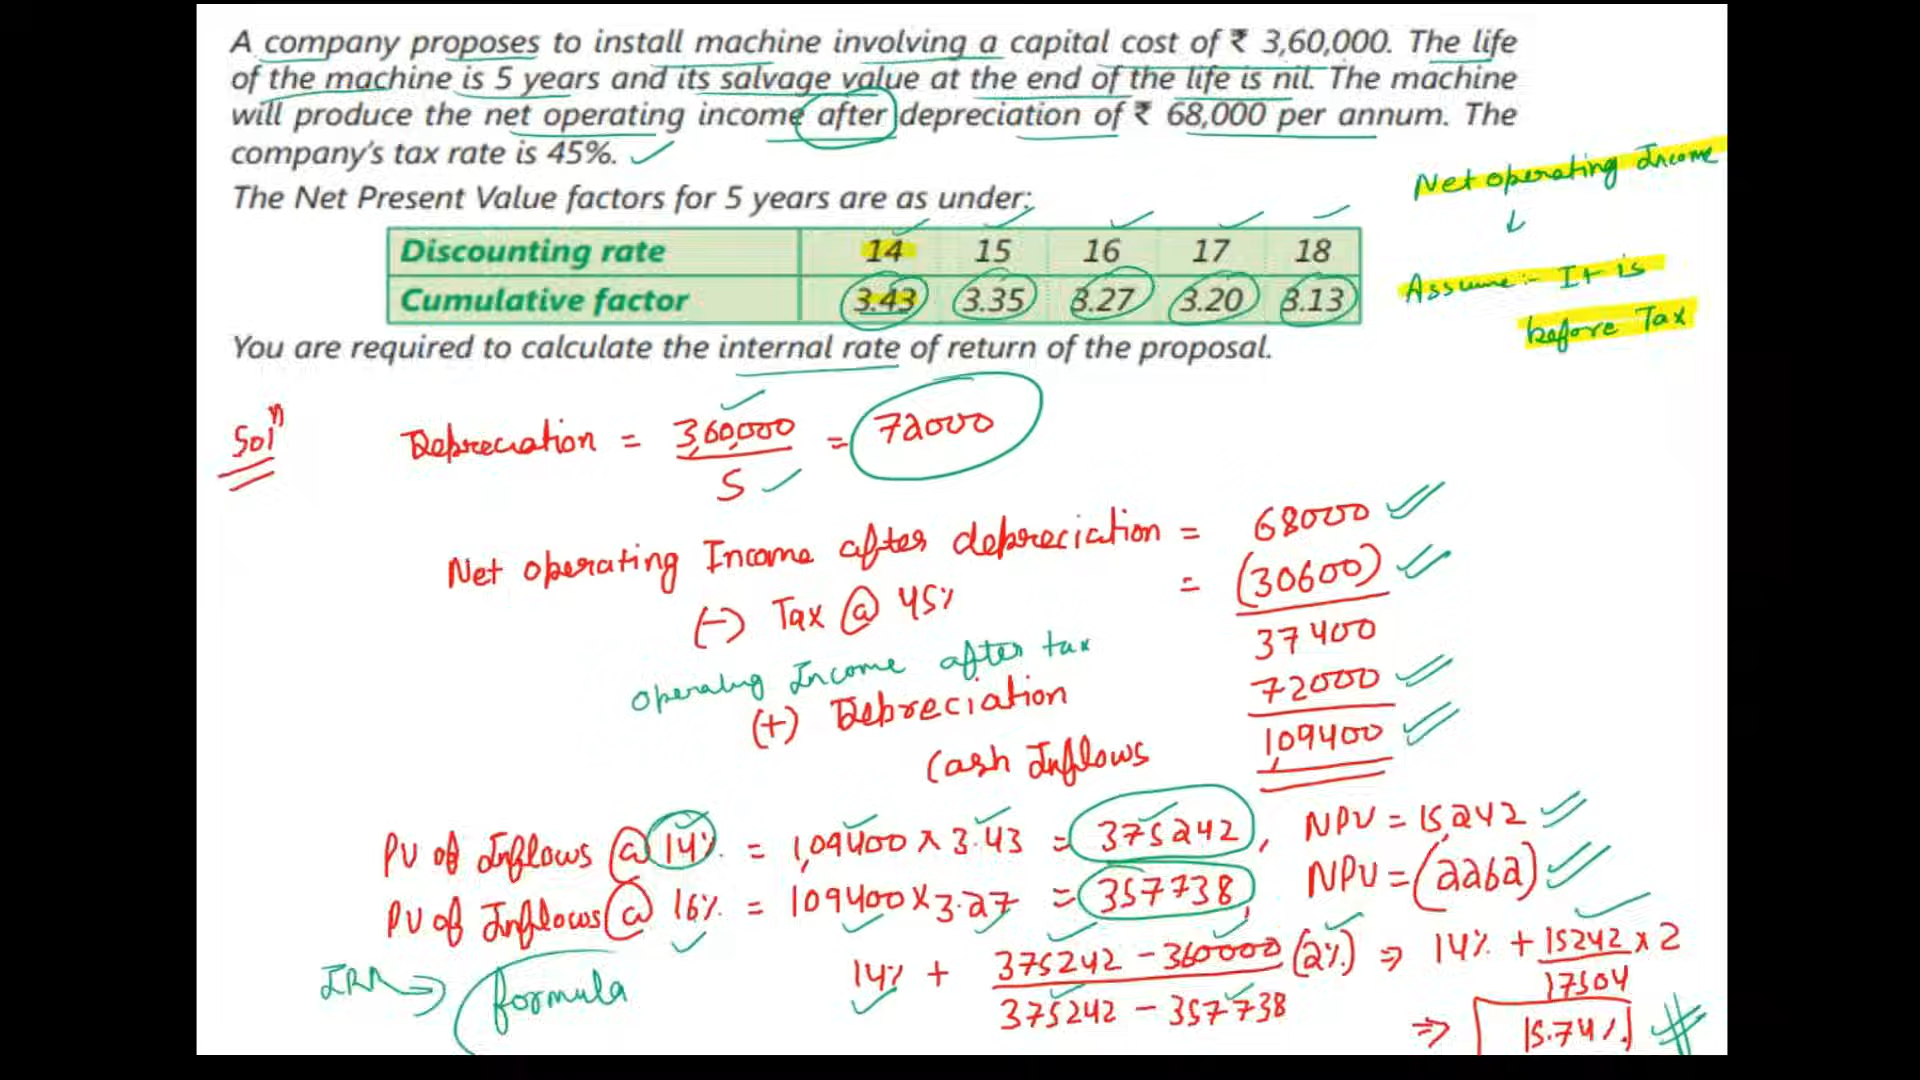 A company proposes to install machine involving a capital cost of ₹ 3,60,000. The life
of the machine is 5 years and its salvage value at the end of the life is nil. The machine
will produce the net operating income after depreciation of ₹ 68,000 per annum. The
company's tax rate is 45%.
The Net Present Value factors for 5 years are as under:
Discounting rate 14 15 16 17 18
Cumulative factor 3.43 3.35 3.27 3.20 3.13
You are required to calculate the internal rate of return of the proposal.
Net operating Income
↓
Assume:- It is
before Tax
Solⁿ
Depreciation = 3,60,000 / 5 = 72000
Net operating Income after depreciation = 68000
(-) Tax @ 45% = (30600)
37400
operating Income after tax
(+) Depreciation 72000
Cash Inflows 1,09400
PV of Inflows @ 14% = 1,09400 x 3.43 = 375242, NPV = 15,242
PV of Inflows @ 16% = 109400 x 3.27 = 357738, NPV = (2262)
IRR → formula
14% + 375242 - 360000 / 375242 - 357738 (2%) ⇒ 14% + 15242 / 17504 x 2
⇒ 15.74%